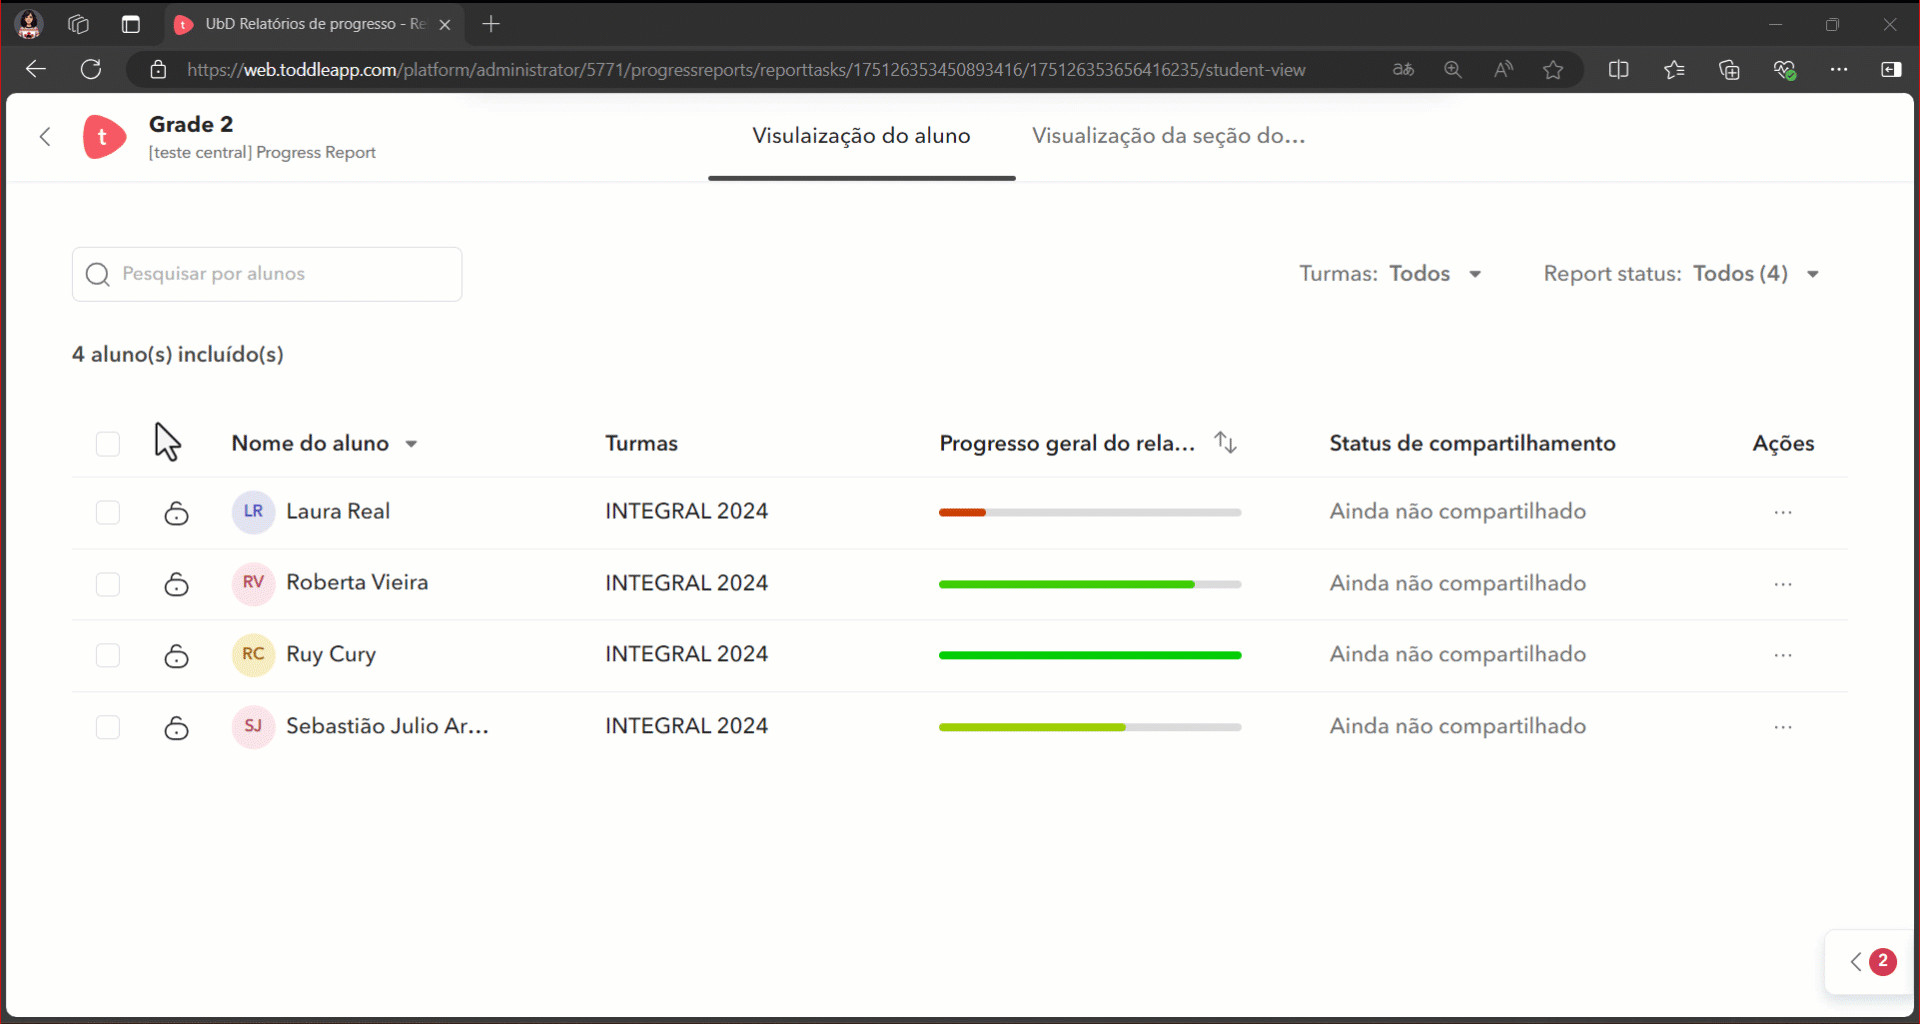 UbD Relatórios de progresso - Re
https://web.toddleapp.com/platform/administrator/5771/progressreports/reporttasks/175126353450893416/175126353656416235/student-view
aあ
A
t
Grade 2
[teste central] Progress Report
Visulaização do aluno
Visualização da seção do...
Pesquisar por alunos
Turmas: Todos
Report status: Todos (4)
4 aluno(s) incluído(s)
Nome do aluno
Turmas
Progresso geral do rela...
Status de compartilhamento
Ações
LR Laura Real INTEGRAL 2024 Ainda não compartilhado ...
RV Roberta Vieira INTEGRAL 2024 Ainda não compartilhado ...
RC Ruy Cury INTEGRAL 2024 Ainda não compartilhado ...
SJ Sebastião Julio Ar... INTEGRAL 2024 Ainda não compartilhado ...
2